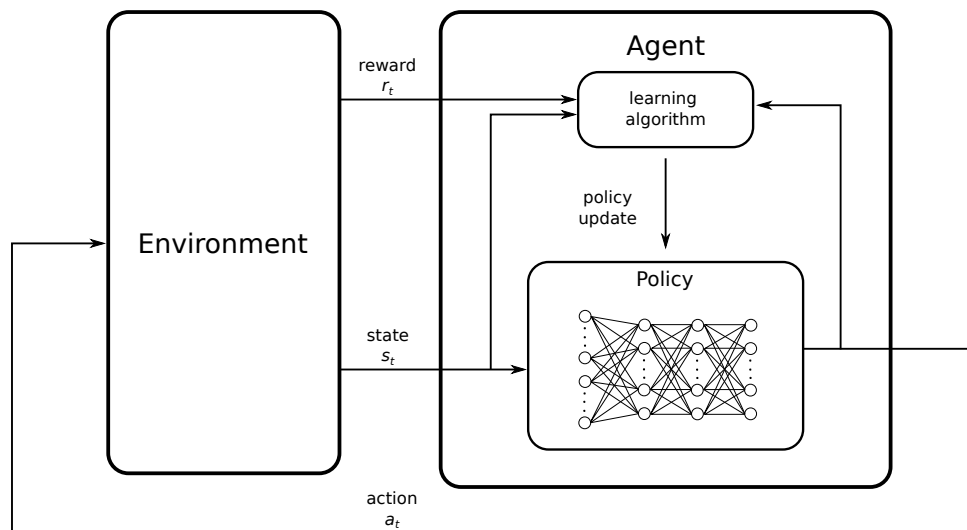 Agent
reward
r_t
learning
algorithm
policy
update
Environment
Policy
state
s_t
action
a_t